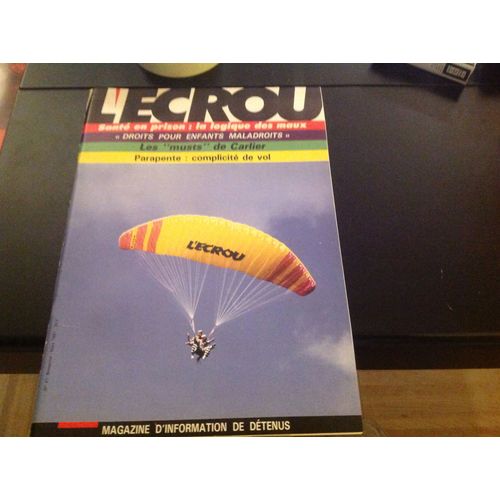 L'ECROU
Santé en prison : la logique des maux
« DROITS POUR ENFANTS MALADROITS »
Les "musts" de Carlier
Parapente : complicité de vol
L'ECROU
MAGAZINE D'INFORMATION DE DÉTENUS